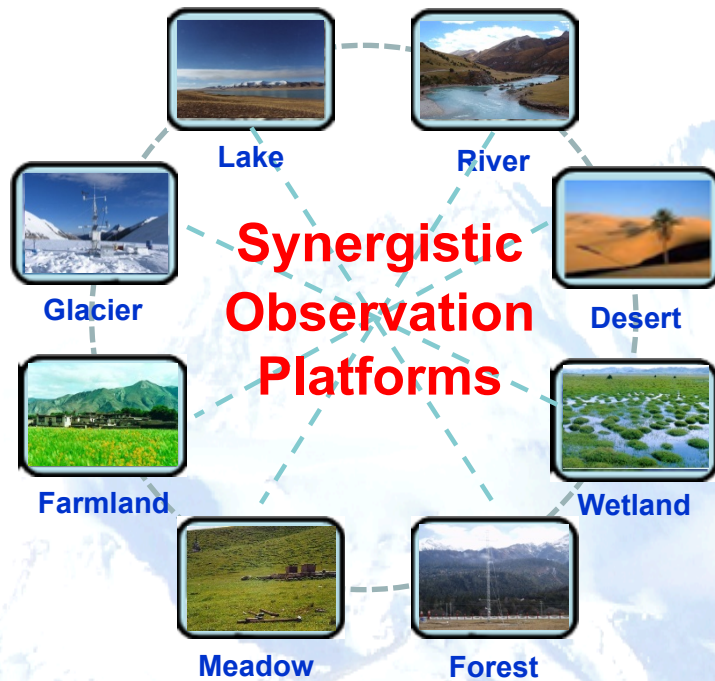 Lake
River
Synergistic
Observation
Platforms
Glacier
Desert
Farmland
Wetland
Meadow
Forest